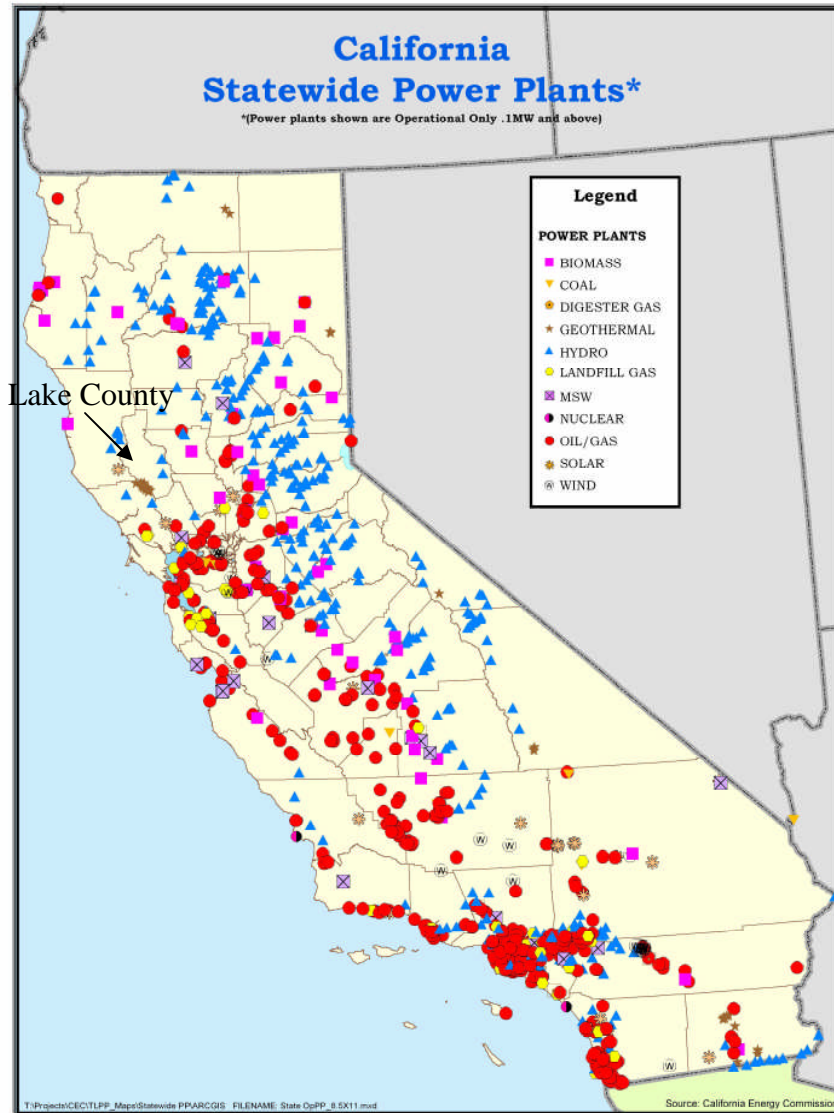 California
Statewide Power Plants*
*(Power plants shown are Operational Only .1MW and above)
Legend
POWER PLANTS
BIOMASS
COAL
DIGESTER GAS
GEOTHERMAL
HYDRO
LANDFILL GAS
MSW
NUCLEAR
OIL/GAS
SOLAR
W WIND
Lake County
W
W
W
W
W
W
W
W
T:\Projects\CEC\TLPP_Maps\Statewide PP\ARCGIS FILENAME: State OpPP_8.5X11.mxd
Source: California Energy Commission